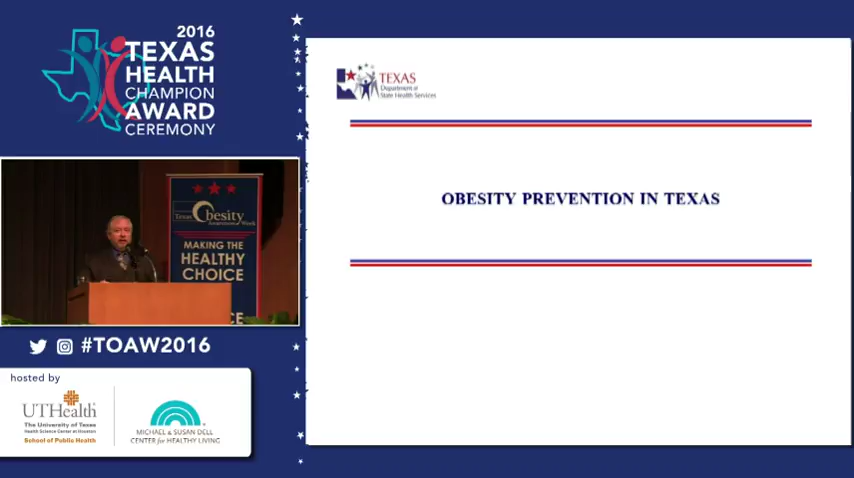 2016
TEXAS
HEALTH
CHAMPION
AWARD
CEREMONY
Texas Obesity
Awareness Week
MAKING THE
HEALTHY
CHOICE
CE
#TOAW2016
hosted by
UTHealth
The University of Texas
Health Science Center at Houston
School of Public Health
MICHAEL & SUSAN DELL
CENTER for HEALTHY LIVING
TEXAS
Department of
State Health Services
OBESITY PREVENTION IN TEXAS